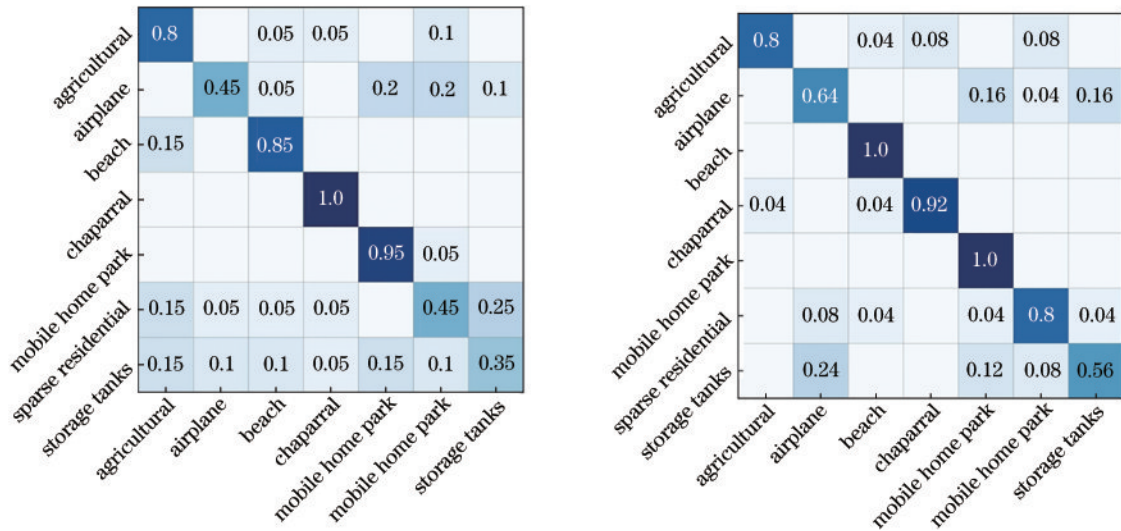 agricultural 0.8 0.05 0.05 0.1
airplane 0.45 0.05 0.2 0.2 0.1
beach 0.15 0.85
chaparral 1.0
mobile home park 0.95 0.05
sparse residential 0.15 0.05 0.05 0.05 0.45 0.25
storage tanks 0.15 0.1 0.1 0.05 0.15 0.1 0.35
agricultural airplane beach chaparral mobile home park mobile home park storage tanks
agricultural 0.8 0.04 0.08 0.08
airplane 0.64 0.16 0.04 0.16
beach 1.0
chaparral 0.04 0.04 0.92
mobile home park 1.0
sparse residential 0.08 0.04 0.04 0.8 0.04
storage tanks 0.24 0.12 0.08 0.56
agricultural airplane beach chaparral mobile home park mobile home park storage tanks